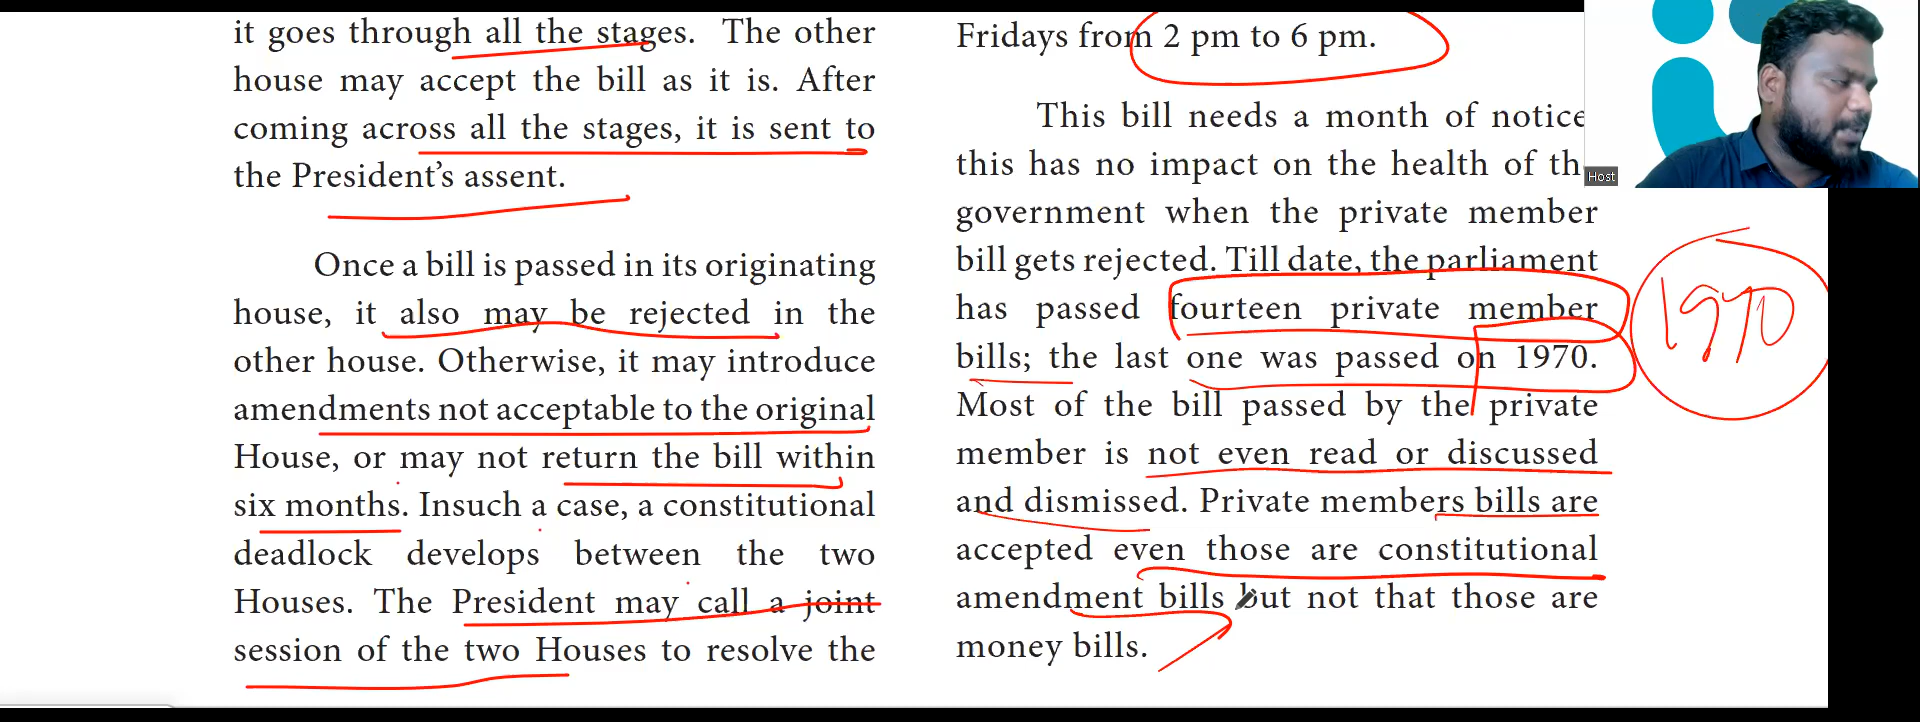 it goes through all the stages. The other
house may accept the bill as it is. After
coming across all the stages, it is sent to
the President’s assent.
Once a bill is passed in its originating
house, it also may be rejected in the
other house. Otherwise, it may introduce
amendments not acceptable to the original
House, or may not return the bill within
six months. Insuch a case, a constitutional
deadlock develops between the two
Houses. The President may call a joint
session of the two Houses to resolve the
Fridays from 2 pm to 6 pm.
This bill needs a month of notice
this has no impact on the health of
government when the private member
bill gets rejected. Till date, the parliament
has passed fourteen private member
bills; the last one was passed on 1970.
Most of the bill passed by the private
member is not even read or discussed
and dismissed. Private members bills are
accepted even those are constitutional
amendment bills but not that those are
money bills.
1970
Host